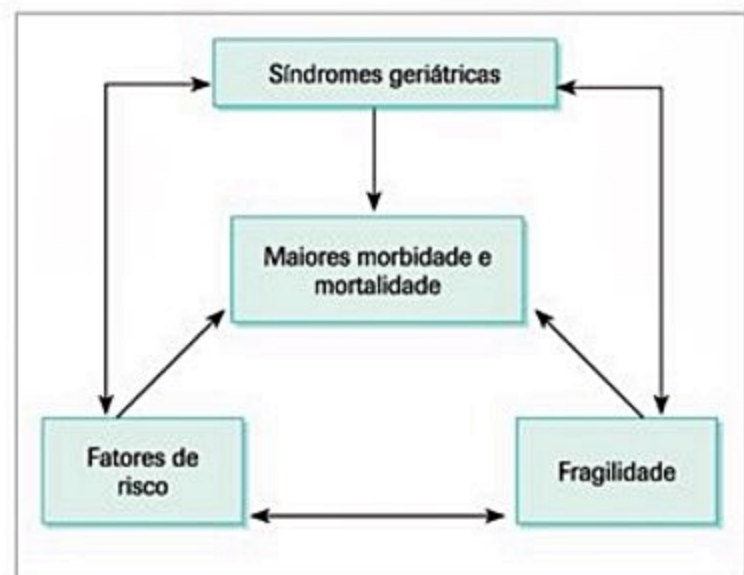 Síndromes geriátricas
Maiores morbidade e
mortalidade
Fatores de
risco
Fragilidade